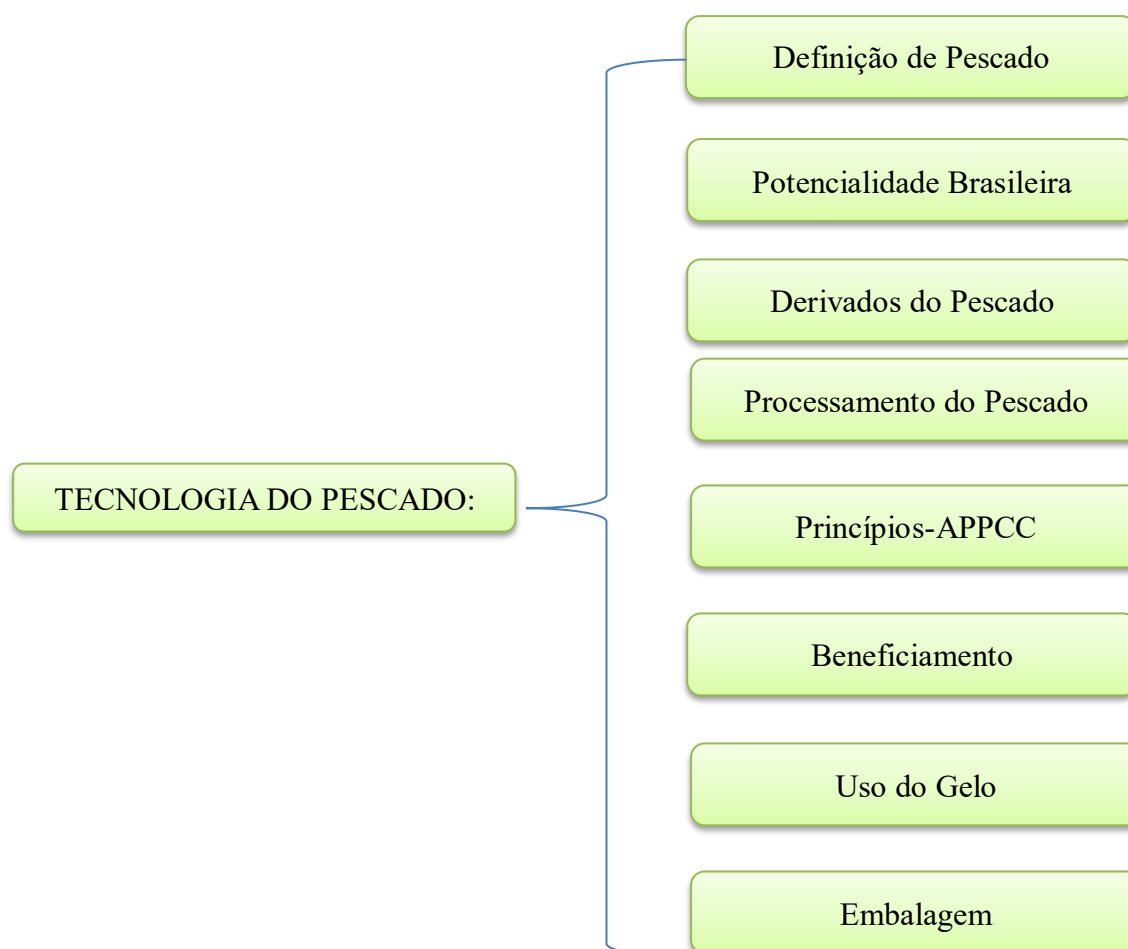 TECNOLOGIA DO PESCADO:
Definição de Pescado
Potencialidade Brasileira
Derivados do Pescado
Processamento do Pescado
Princípios-APPCC
Beneficiamento
Uso do Gelo
Embalagem